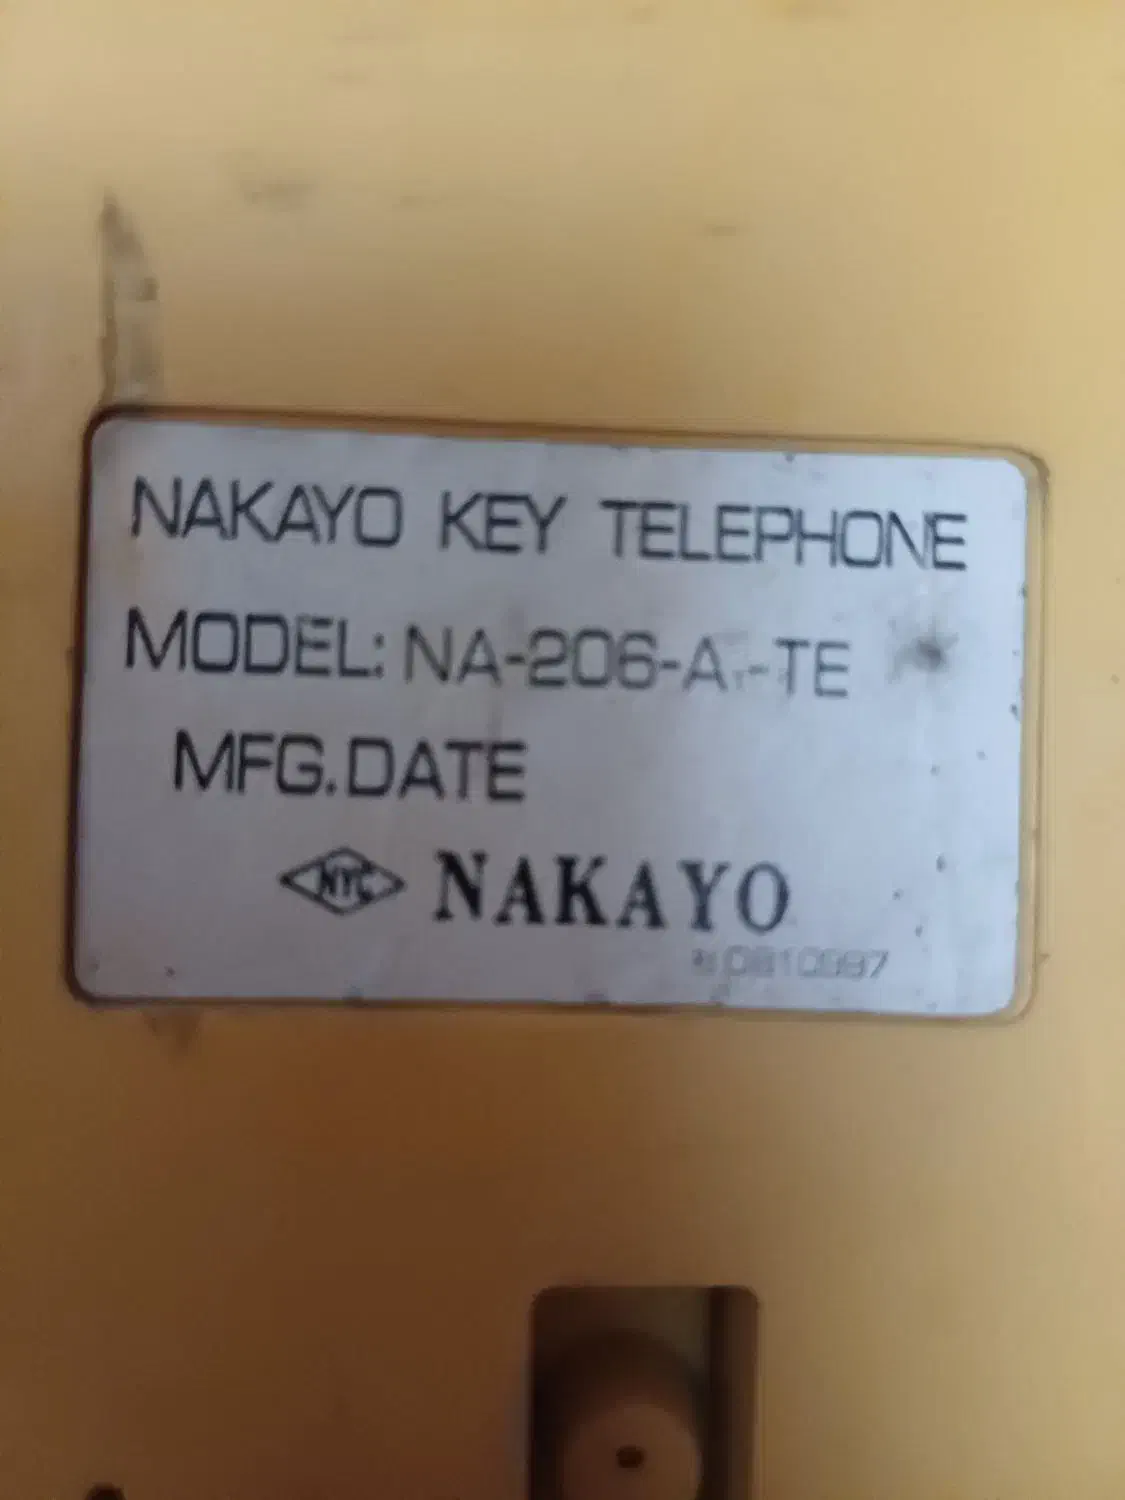 NAKAYO KEY TELEPHONE
MODEL: NA-206-A -TE
MFG.DATE
NYC NAKAYO